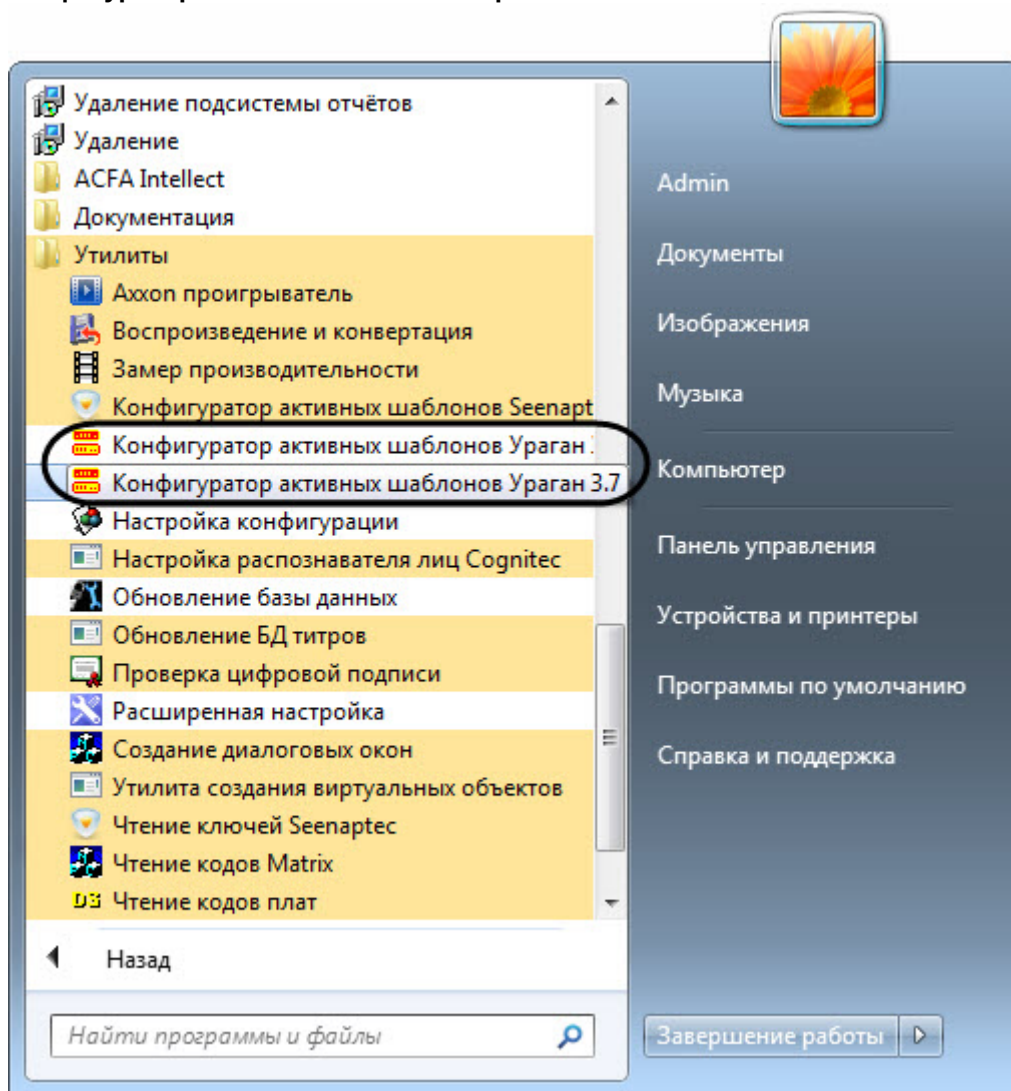 Удаление подсистемы отчётов
Удаление
ACFA Intellect
Документация
Утилиты
Axxon проигрыватель
Воспроизведение и конвертация
Замер производительности
Конфигуратор активных шаблонов Seenapt
Конфигуратор активных шаблонов Ураган
Конфигуратор активных шаблонов Ураган 3.7
Настройка конфигурации
Настройка распознавателя лиц Cognitec
Обновление базы данных
Обновление БД титров
Проверка цифровой подписи
Расширенная настройка
Создание диалоговых окон
Утилита создания виртуальных объектов
Чтение ключей Seenaptec
Чтение кодов Matrix
Чтение кодов плат
Назад
Найти программы и файлы
Admin
Документы
Изображения
Музыка
Компьютер
Панель управления
Устройства и принтеры
Программы по умолчанию
Справка и поддержка
Завершение работы